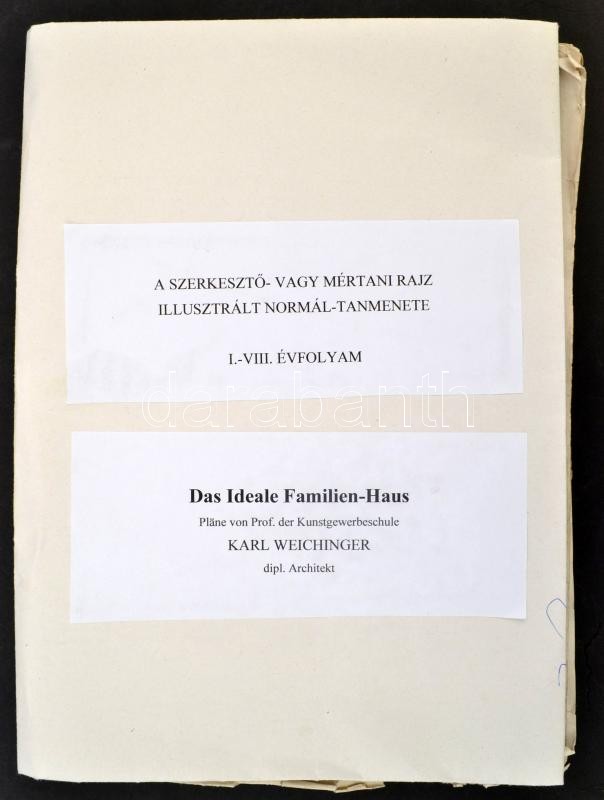 A SZERKESZTŐ- VAGY MÉRTANI RAJZ
ILLUSZTRÁLT NORMÁL-TANMENETE
I.-VIII. ÉVFOLYAM
darabanth
Das Ideale Familien-Haus
Pläne von Prof. der Kunstgewerbeschule
KARL WEICHINGER
dipl. Architekt